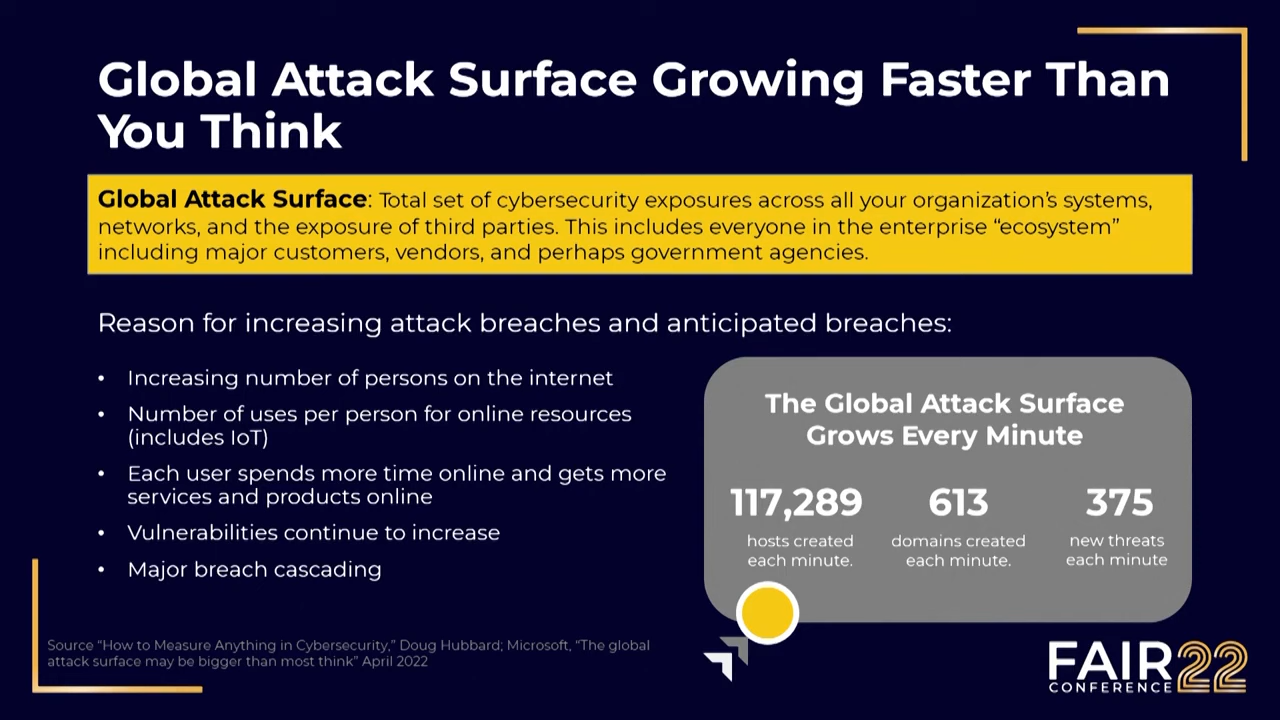 Global Attack Surface Growing Faster Than
You Think
Global Attack Surface: Total set of cybersecurity exposures across all your organization’s systems,
networks, and the exposure of third parties. This includes everyone in the enterprise “ecosystem”
including major customers, vendors, and perhaps government agencies.
Reason for increasing attack breaches and anticipated breaches:
• Increasing number of persons on the internet
• Number of uses per person for online resources
(includes IoT)
• Each user spends more time online and gets more
services and products online
• Vulnerabilities continue to increase
• Major breach cascading
The Global Attack Surface
Grows Every Minute
117,289
hosts created
each minute.
613
domains created
each minute.
375
new threats
each minute
Source “How to Measure Anything in Cybersecurity,” Doug Hubbard; Microsoft, “The global
attack surface may be bigger than most think” April 2022
FAIR 22
CONFERENCE